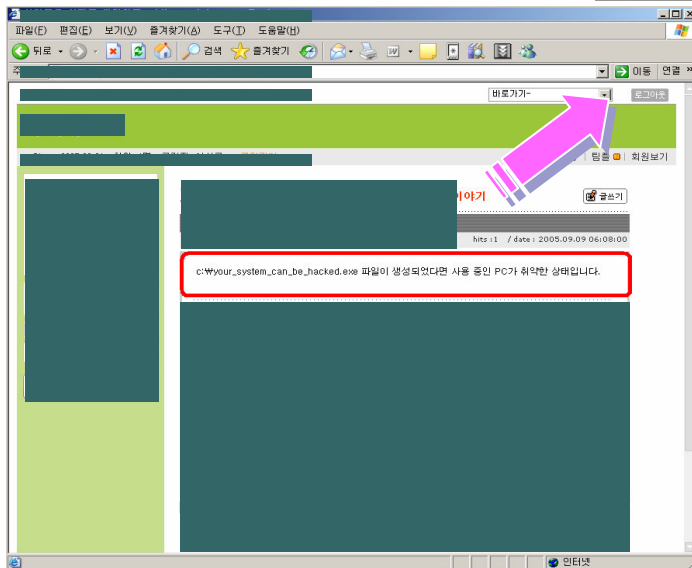 파일(F) 편집(E) 보기(V) 즐겨찾기(A) 도구(T) 도움말(H)
뒤로 검색 즐겨찾기
이동 연결 »
바로가기- 로그아웃
팀플 | 회원보기
이야기 글쓰기
hits :1 / date : 2005.09.09 06:08:00
c:₩your_system_can_be_hacked.exe 파일이 생성되었다면 사용 중인 PC가 취약한 상태입니다.
인터넷